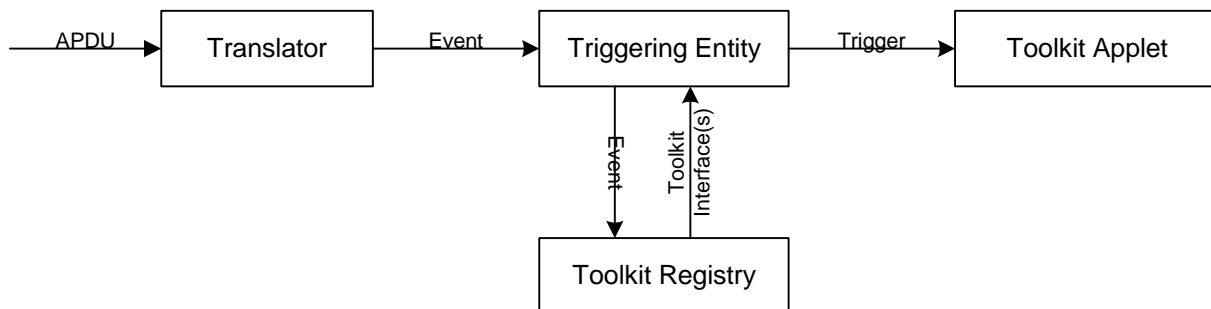 APDU
Translator
Event
Triggering Entity
Trigger
Toolkit Applet
Event
Toolkit
Interface(s)
Toolkit Registry